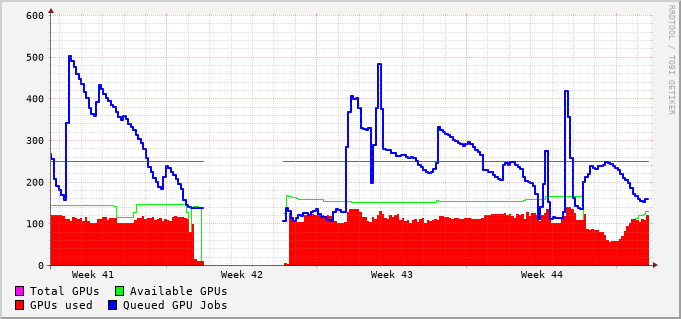 600
500
400
300
200
100
0
Week 41 Week 42 Week 43 Week 44
Total GPUs Available GPUs
GPUs used Queued GPU Jobs
RRDTOOL / TOBI OETIKER